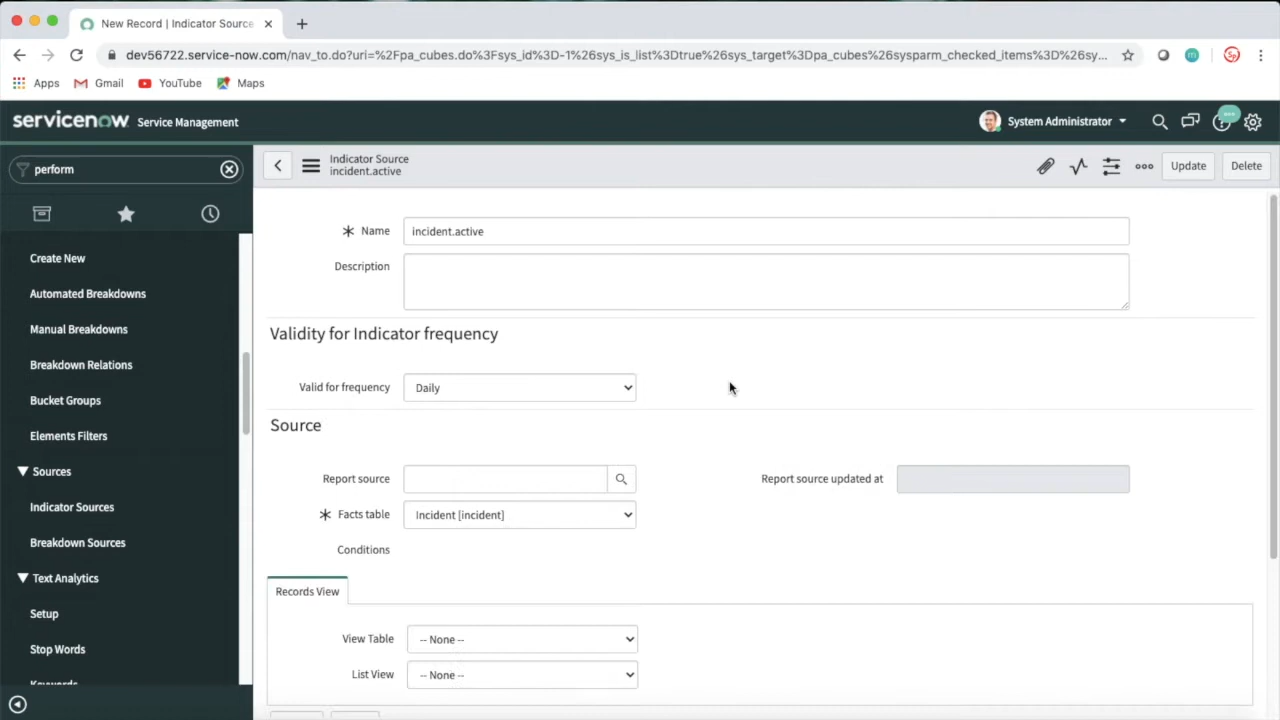 New Record | Indicator Source
dev56722.service-now.com/nav_to.do?uri=%2Fpa_cubes.do%3Fsys_id%3D-1%26sys_is_list%3Dtrue%26sys_target%3Dpa_cubes%26sysparm_checked_items%3D%26sy...
Apps Gmail YouTube Maps
servicenow Service Management System Administrator
perform
Indicator Source
incident.active
Update Delete
Create New
Automated Breakdowns
Manual Breakdowns
Breakdown Relations
Bucket Groups
Elements Filters
Sources
Indicator Sources
Breakdown Sources
Text Analytics
Setup
Stop Words
Keywords
Name incident.active
Description
Validity for Indicator frequency
Valid for frequency Daily
Source
Report source Report source updated at
Facts table Incident [incident]
Conditions
Records View
View Table -- None --
List View -- None --